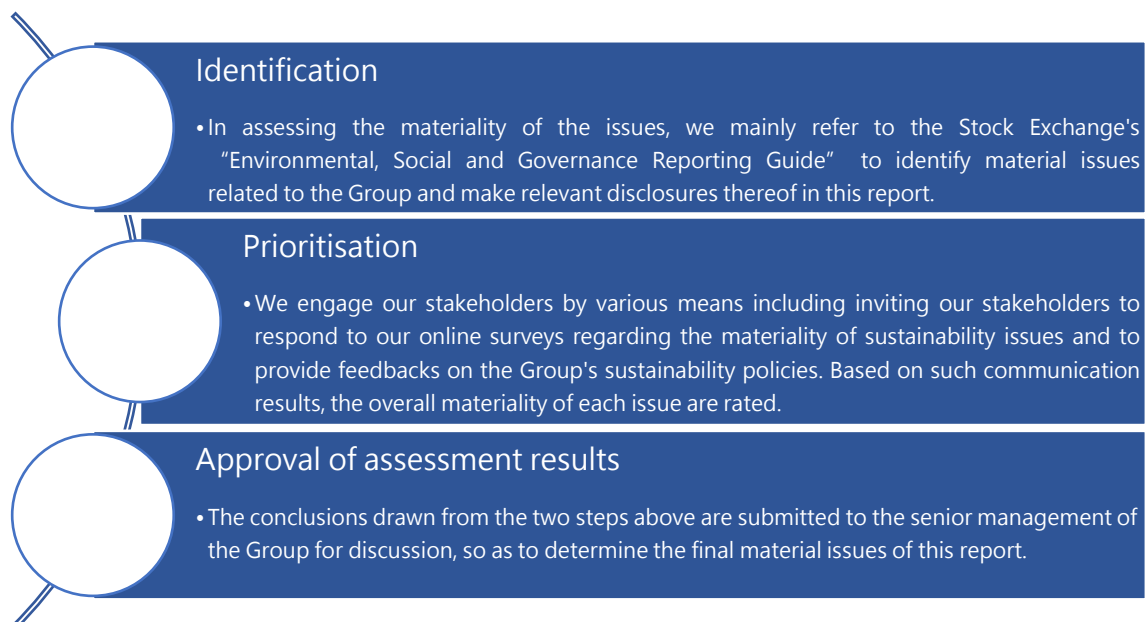 Identification
• In assessing the materiality of the issues, we mainly refer to the Stock Exchange's
“Environmental, Social and Governance Reporting Guide” to identify material issues
related to the Group and make relevant disclosures thereof in this report.
Prioritisation
• We engage our stakeholders by various means including inviting our stakeholders to
respond to our online surveys regarding the materiality of sustainability issues and to
provide feedbacks on the Group's sustainability policies. Based on such communication
results, the overall materiality of each issue are rated.
Approval of assessment results
• The conclusions drawn from the two steps above are submitted to the senior management of
the Group for discussion, so as to determine the final material issues of this report.